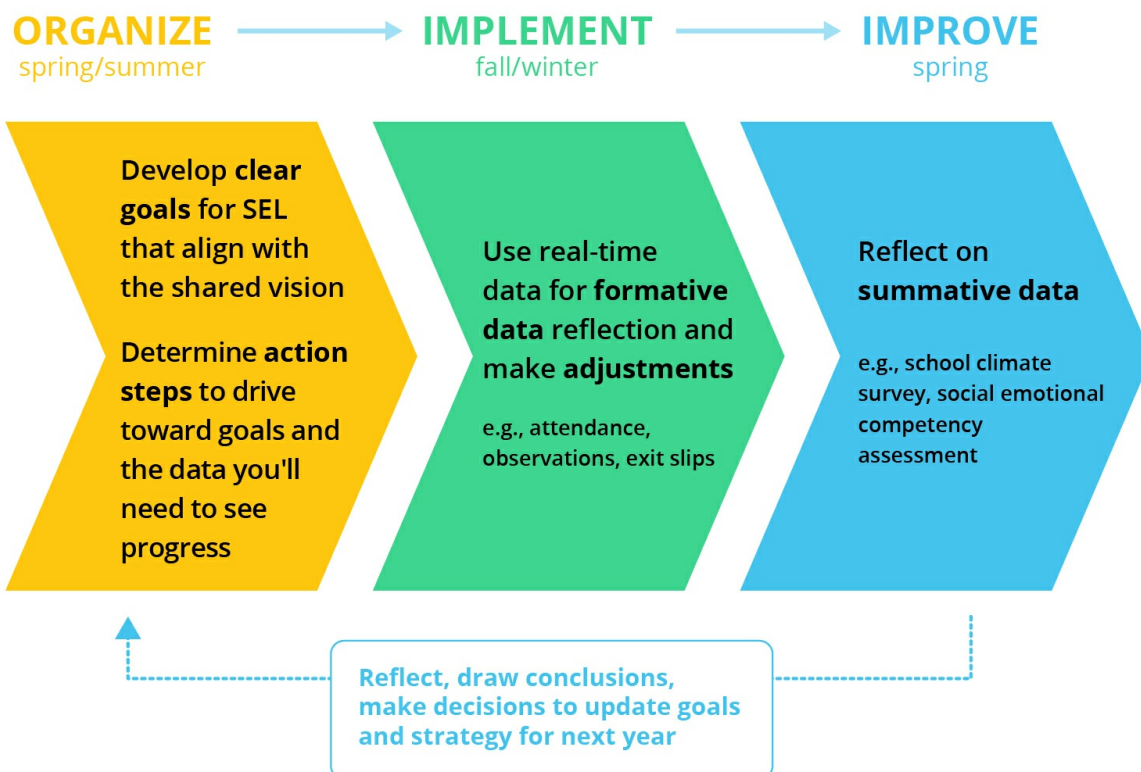 ORGANIZE
spring/summer
IMPLEMENT
fall/winter
IMPROVE
spring
Develop clear
goals for SEL
that align with
the shared vision
Determine action
steps to drive
toward goals and
the data you'll
need to see
progress
Use real-time
data for formative
data reflection and
make adjustments
e.g., attendance,
observations, exit slips
Reflect on
summative data
e.g., school climate
survey, social emotional
competency
assessment
Reflect, draw conclusions,
make decisions to update goals
and strategy for next year